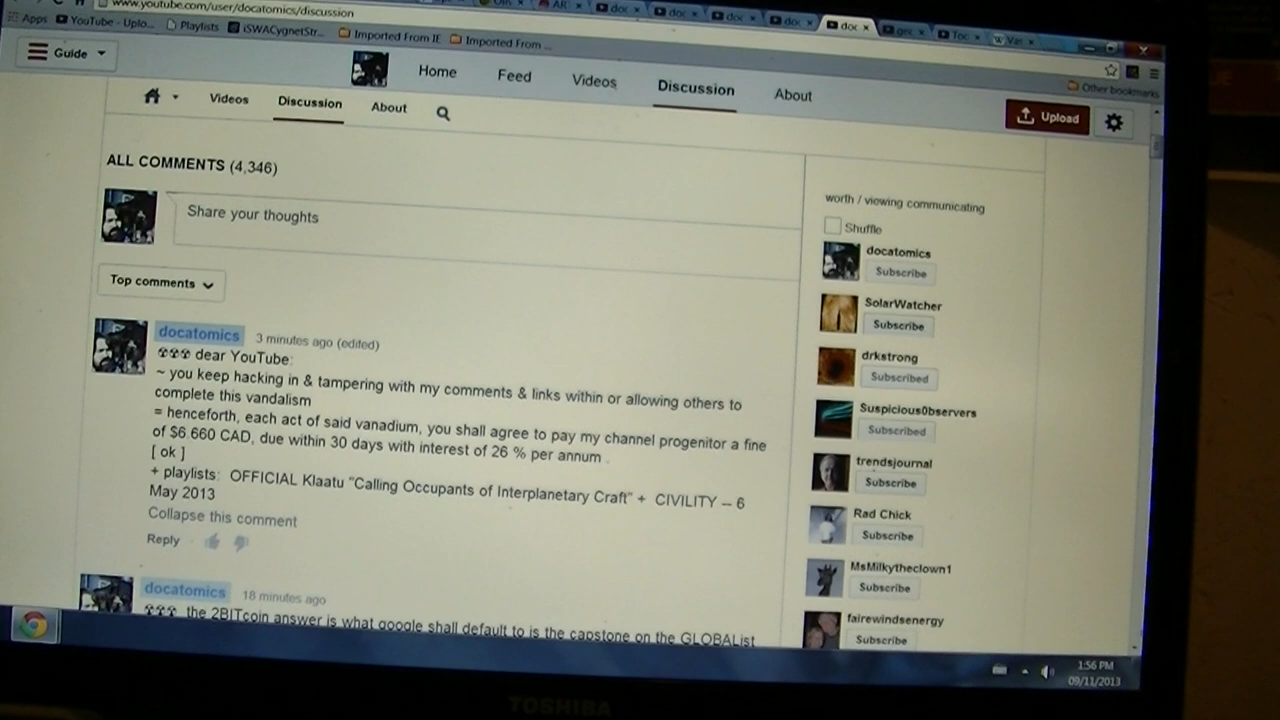 www.youtube.com/user/docatomics/discussion
Apps YouTube - Uplo... Playlists iSWACygnetStr... Imported From IE Imported From ...
Other bookmarks
Guide
Home Feed Videos Discussion About
Videos Discussion About
Upload
ALL COMMENTS (4,346)
Share your thoughts
Top comments
docatomics 3 minutes ago (edited)
☢☢☢ dear YouTube:
~ you keep hacking in & tampering with my comments & links within or allowing others to
complete this vandalism
= henceforth, each act of said vanadium, you shall agree to pay my channel progenitor a fine
of $6,660 CAD, due within 30 days with interest of 26 % per annum .
[ ok ]
+ playlists: OFFICIAL Klaatu "Calling Occupants of Interplanetary Craft" + CIVILITY -- 6
May 2013
Collapse this comment
Reply
docatomics 18 minutes ago
☢☢☢ the 2BITcoin answer is what google shall default to is the capstone on the GLOBAList
worth / viewing communicating
Shuffle
docatomics
Subscribe
SolarWatcher
Subscribe
drkstrong
Subscribed
Suspicious0bservers
Subscribed
trendsjournal
Subscribe
Rad Chick
Subscribe
MsMilkytheclown1
Subscribe
fairewindsenergy
Subscribe
1:56 PM
09/11/2013
TOSHIBA